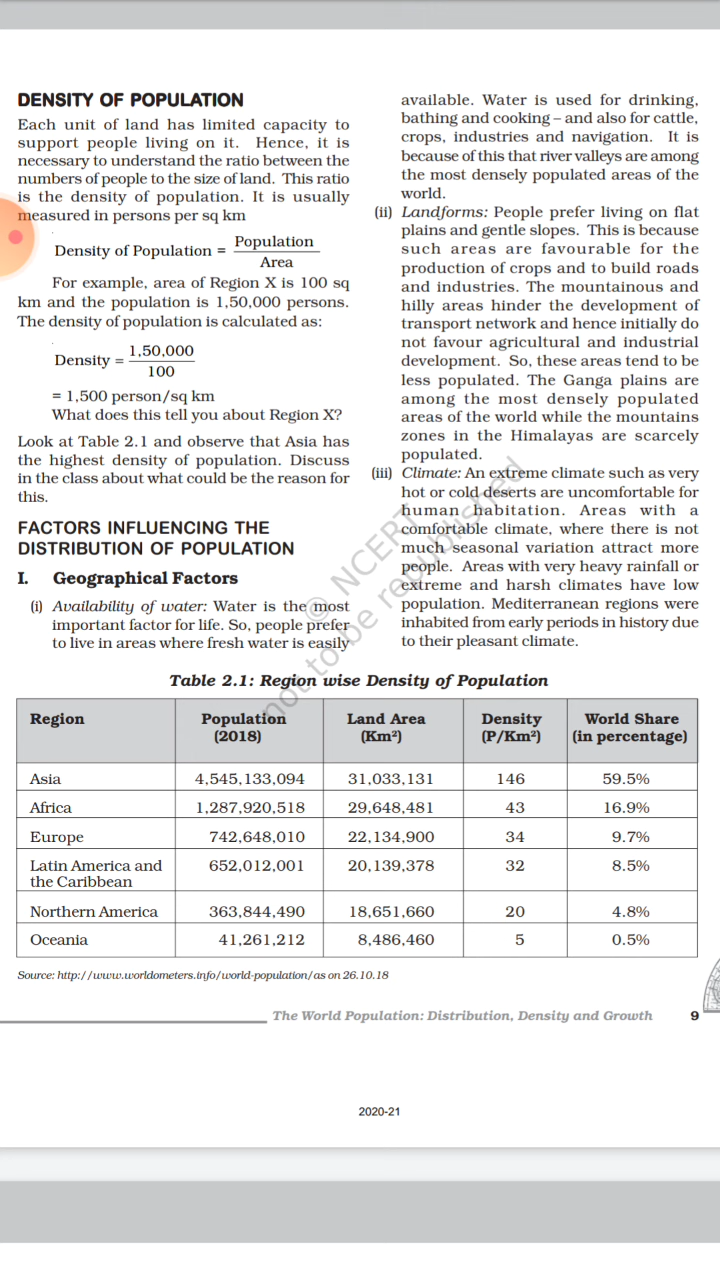 DENSITY OF POPULATION
Each unit of land has limited capacity to
support people living on it. Hence, it is
necessary to understand the ratio between the
numbers of people to the size of land. This ratio
is the density of population. It is usually
measured in persons per sq km
Density of Population = Population
Area
For example, area of Region X is 100 sq
km and the population is 1,50,000 persons.
The density of population is calculated as:
Density = 1,50,000
100
= 1,500 person/sq km
What does this tell you about Region X?
Look at Table 2.1 and observe that Asia has
the highest density of population. Discuss
in the class about what could be the reason for
this.
FACTORS INFLUENCING THE
DISTRIBUTION OF POPULATION
I. Geographical Factors
(i) Availability of water: Water is the most
important factor for life. So, people prefer
to live in areas where fresh water is easily
available. Water is used for drinking,
bathing and cooking – and also for cattle,
crops, industries and navigation. It is
because of this that river valleys are among
the most densely populated areas of the
world.
(ii) Landforms: People prefer living on flat
plains and gentle slopes. This is because
such areas are favourable for the
production of crops and to build roads
and industries. The mountainous and
hilly areas hinder the development of
transport network and hence initially do
not favour agricultural and industrial
development. So, these areas tend to be
less populated. The Ganga plains are
among the most densely populated
areas of the world while the mountains
zones in the Himalayas are scarcely
populated.
(iii) Climate: An extreme climate such as very
hot or cold deserts are uncomfortable for
human habitation. Areas with a
comfortable climate, where there is not
much seasonal variation attract more
people. Areas with very heavy rainfall or
extreme and harsh climates have low
population. Mediterranean regions were
inhabited from early periods in history due
to their pleasant climate.
© NCERT
not to be republished
Table 2.1: Region wise Density of Population
Region Population Land Area Density World Share
(2018) (Km²) (P/Km²) (in percentage)
Asia 4,545,133,094 31,033,131 146 59.5%
Africa 1,287,920,518 29,648,481 43 16.9%
Europe 742,648,010 22,134,900 34 9.7%
Latin America and 652,012,001 20,139,378 32 8.5%
the Caribbean
Northern America 363,844,490 18,651,660 20 4.8%
Oceania 41,261,212 8,486,460 5 0.5%
Source: http://www.worldometers.info/world-population/as on 26.10.18
The World Population: Distribution, Density and Growth 9
2020-21